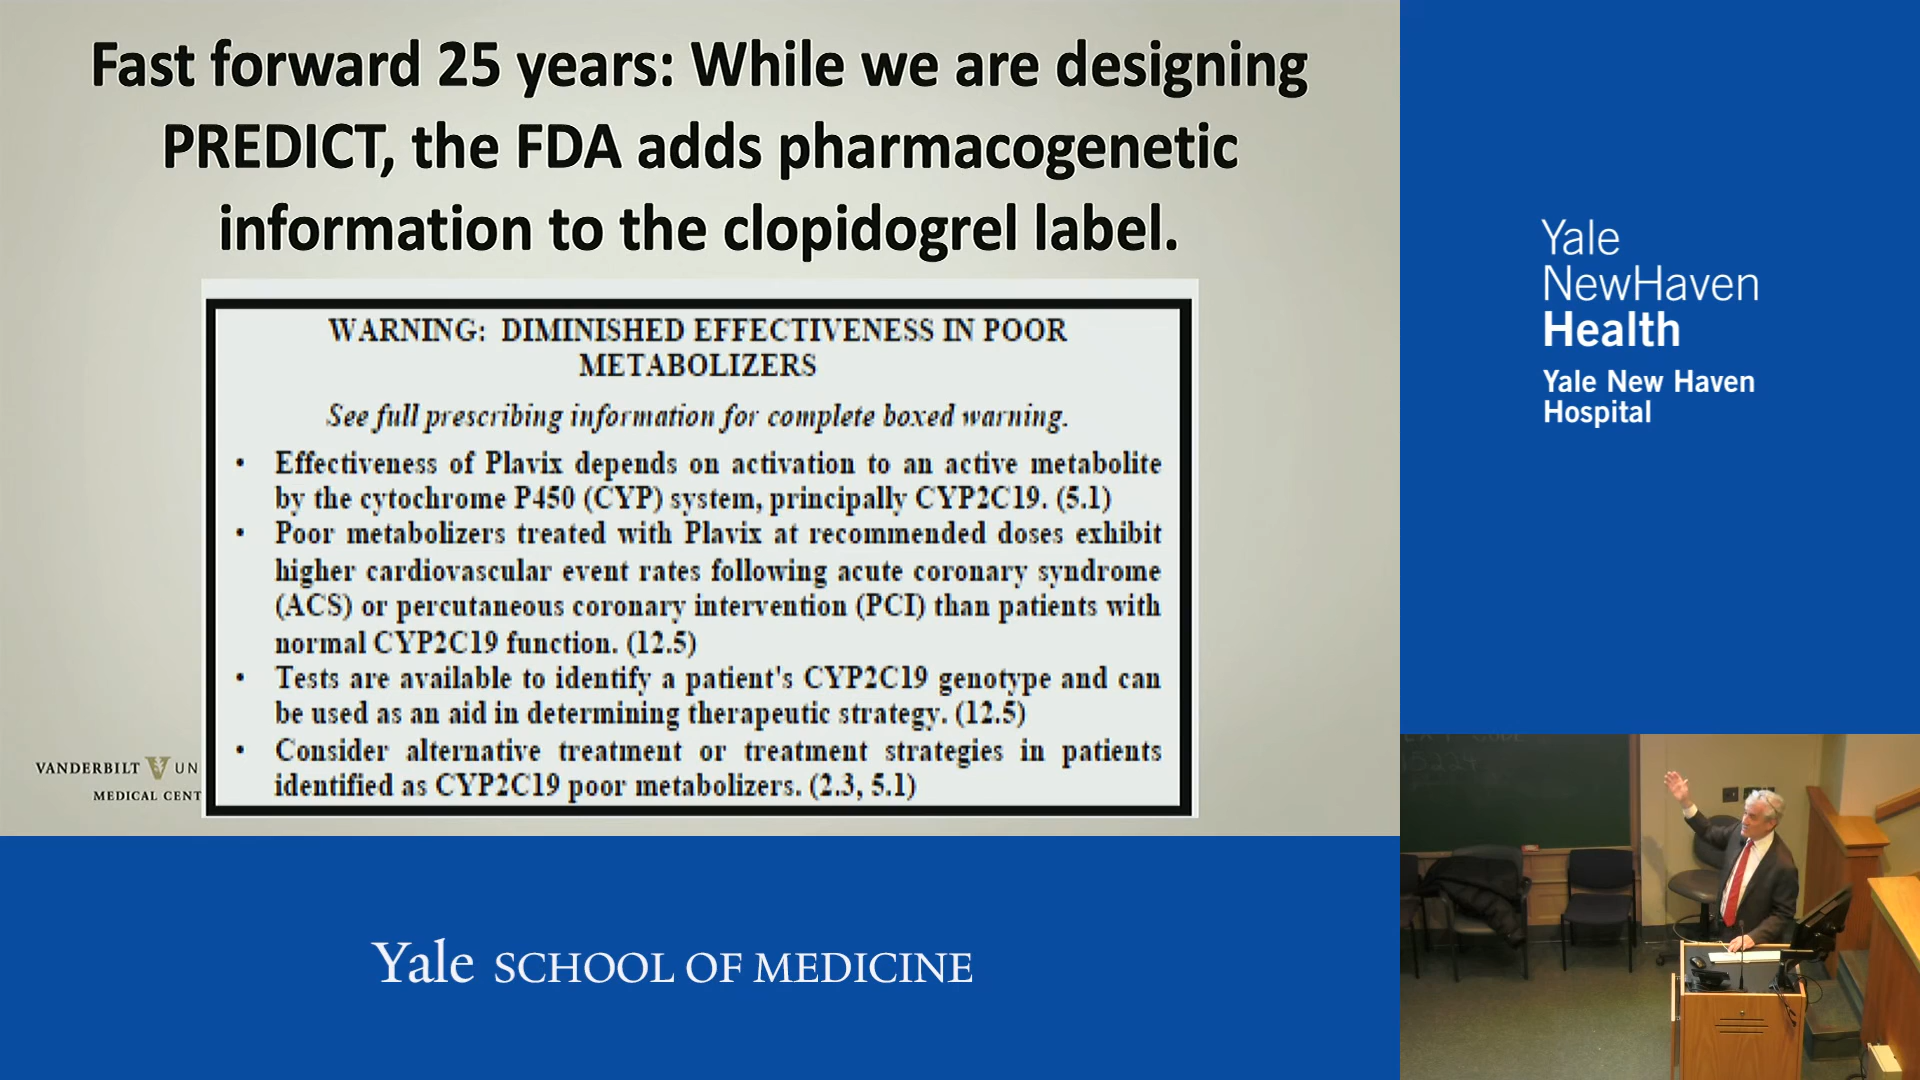 Fast forward 25 years: While we are designing
PREDICT, the FDA adds pharmacogenetic
information to the clopidogrel label.
WARNING: DIMINISHED EFFECTIVENESS IN POOR
METABOLIZERS
See full prescribing information for complete boxed warning.
• Effectiveness of Plavix depends on activation to an active metabolite
by the cytochrome P450 (CYP) system, principally CYP2C19. (5.1)
• Poor metabolizers treated with Plavix at recommended doses exhibit
higher cardiovascular event rates following acute coronary syndrome
(ACS) or percutaneous coronary intervention (PCI) than patients with
normal CYP2C19 function. (12.5)
• Tests are available to identify a patient's CYP2C19 genotype and can
be used as an aid in determining therapeutic strategy. (12.5)
• Consider alternative treatment or treatment strategies in patients
identified as CYP2C19 poor metabolizers. (2.3, 5.1)
VANDERBILT UN
MEDICAL CENT
Yale
NewHaven
Health
Yale New Haven
Hospital
Yale SCHOOL OF MEDICINE